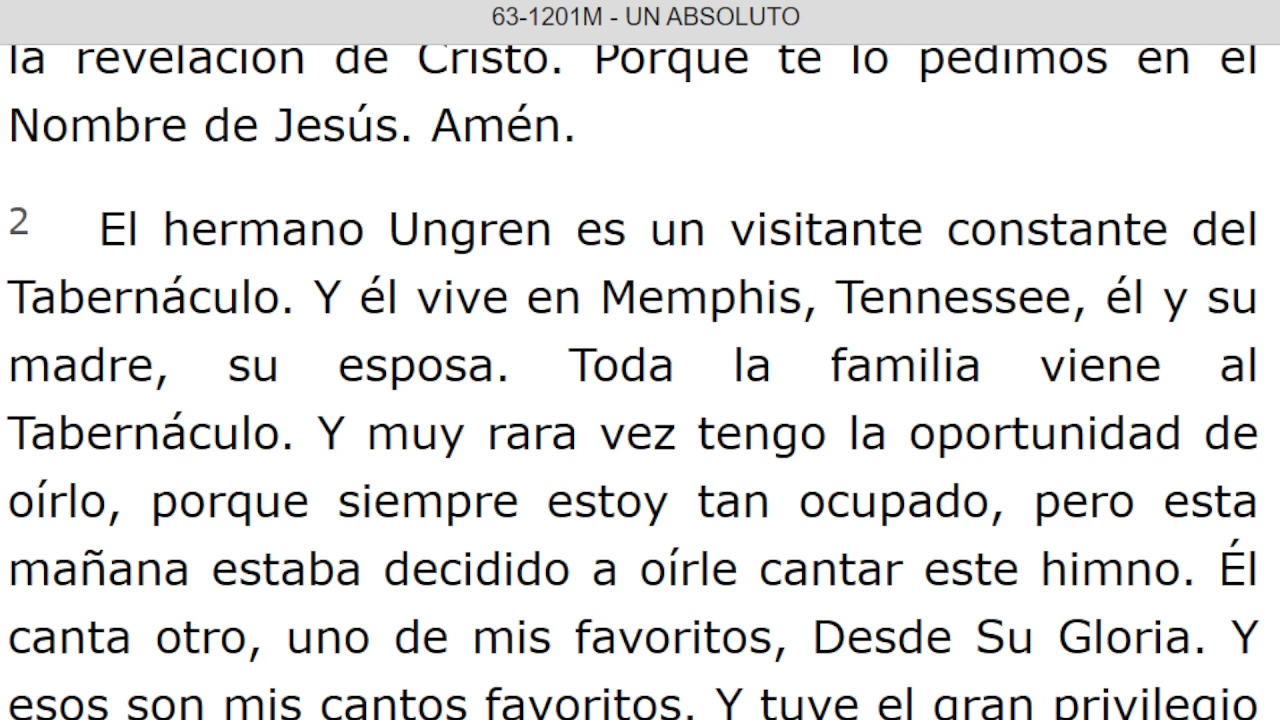 63-1201M - UN ABSOLUTO
la revelación de Cristo. Porque te lo pedimos en el
Nombre de Jesús. Amén.
2 El hermano Ungren es un visitante constante del
Tabernáculo. Y él vive en Memphis, Tennessee, él y su
madre, su esposa. Toda la familia viene al
Tabernáculo. Y muy rara vez tengo la oportunidad de
oírlo, porque siempre estoy tan ocupado, pero esta
mañana estaba decidido a oírle cantar este himno. Él
canta otro, uno de mis favoritos, Desde Su Gloria. Y
esos son mis cantos favoritos. Y tuve el gran privilegio